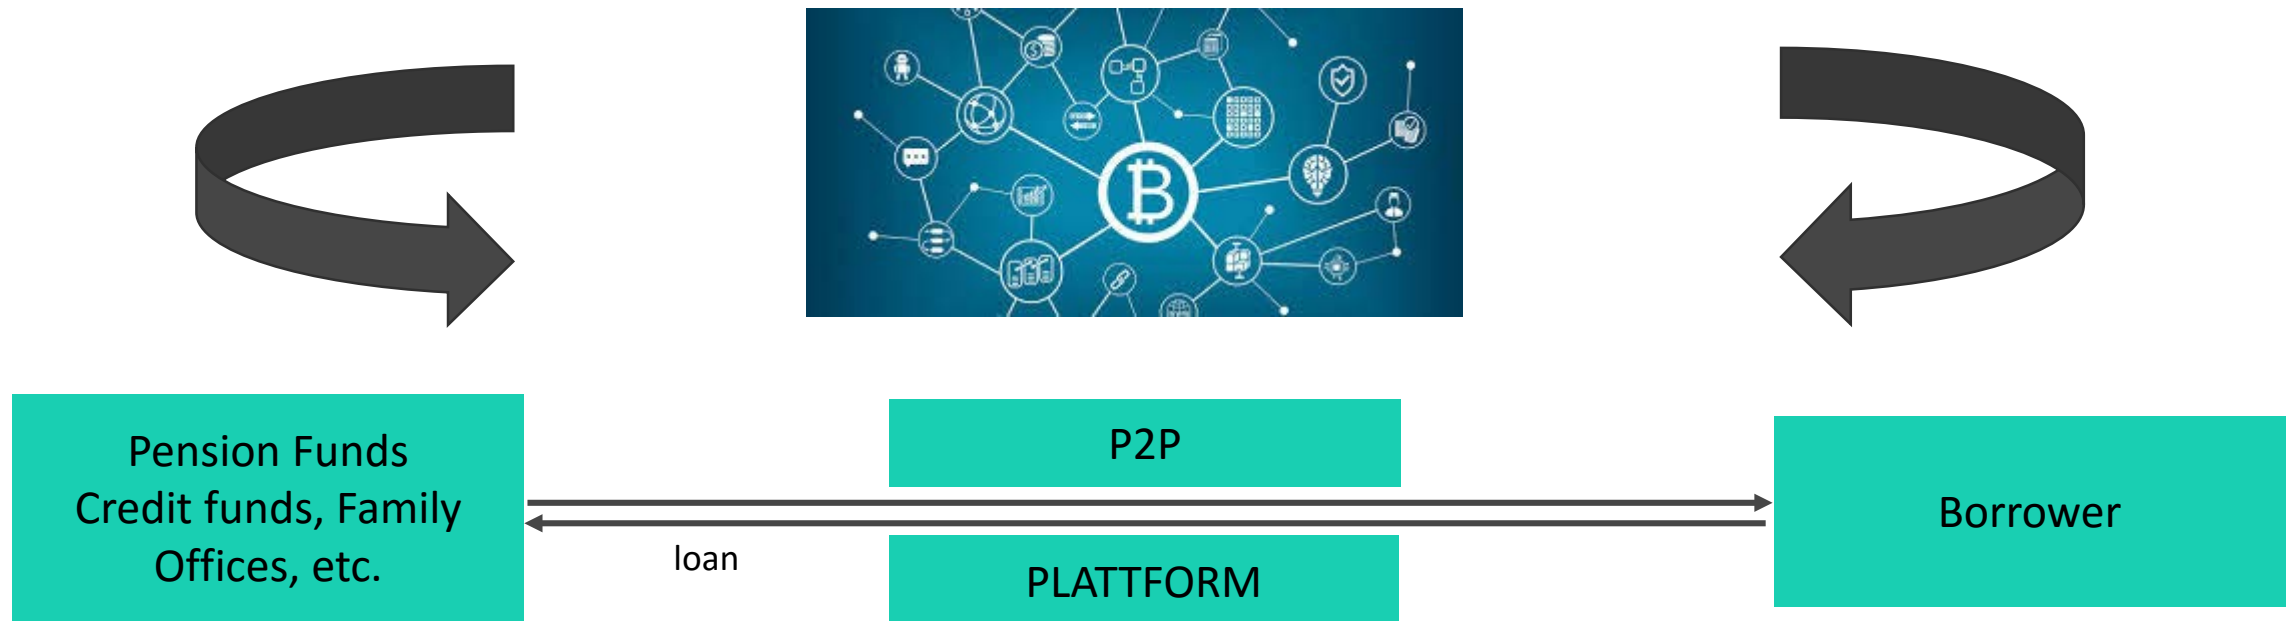 Pension Funds
Credit funds, Family
Offices, etc.
P2P
loan
PLATTFORM
Borrower